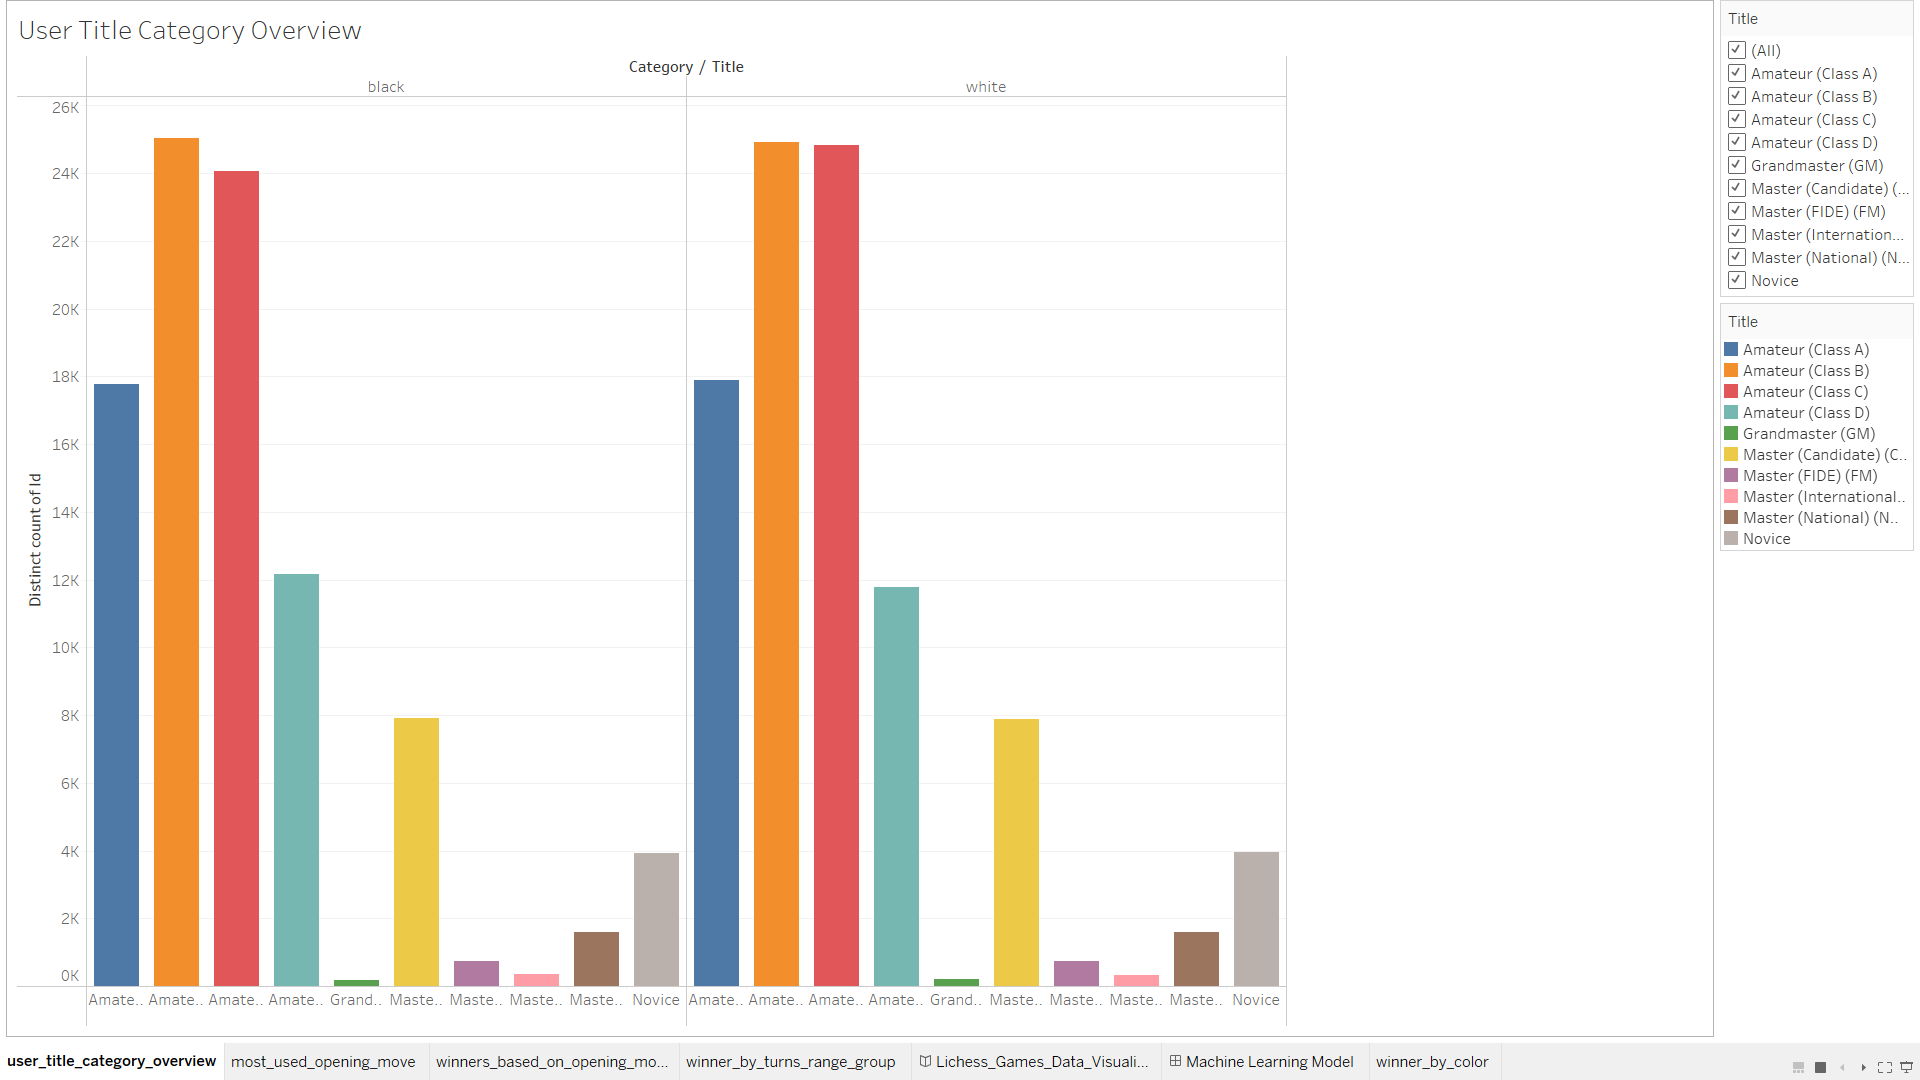 User Title Category Overview
Category / Title
black
white
26K
24K
22K
20K
18K
16K
14K
12K
10K
8K
6K
4K
2K
0K
Distinct count of Id
Amate.. Amate.. Amate.. Amate.. Grand.. Maste.. Maste.. Maste.. Maste.. Novice Amate.. Amate.. Amate.. Amate.. Grand.. Maste.. Maste.. Maste.. Maste.. Novice
Title
(All)
Amateur (Class A)
Amateur (Class B)
Amateur (Class C)
Amateur (Class D)
Grandmaster (GM)
Master (Candidate) (...
Master (FIDE) (FM)
Master (Internation...
Master (National) (N...
Novice
Title
Amateur (Class A)
Amateur (Class B)
Amateur (Class C)
Amateur (Class D)
Grandmaster (GM)
Master (Candidate) (C..
Master (FIDE) (FM)
Master (International..
Master (National) (N..
Novice
user_title_category_overview most_used_opening_move winners_based_on_opening_mo... winner_by_turns_range_group Lichess_Games_Data_Visuali... Machine Learning Model winner_by_color